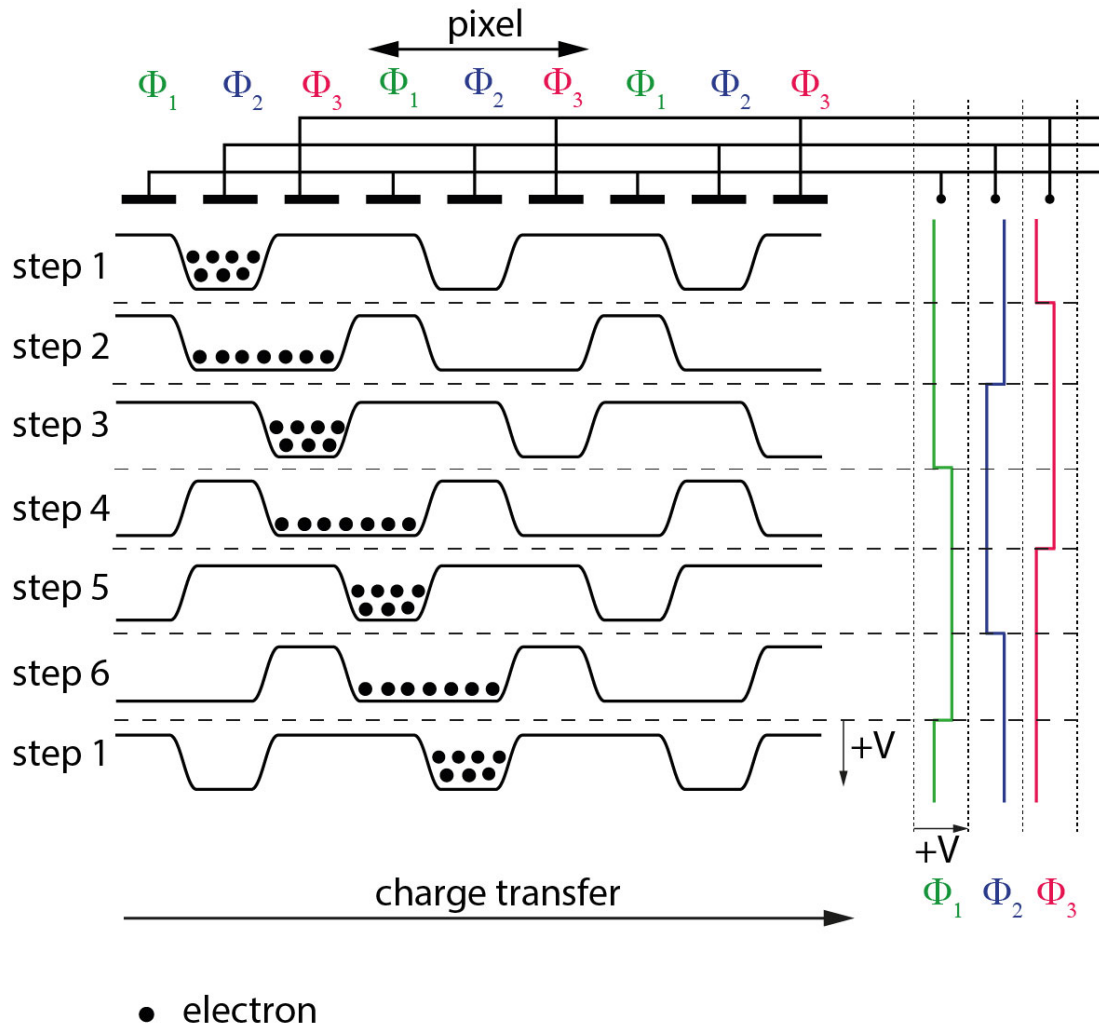 pixel
Φ1 Φ2 Φ3 Φ1 Φ2 Φ3 Φ1 Φ2 Φ3
step 1
step 2
step 3
step 4
step 5
step 6
step 1
+V
+V
Φ1 Φ2 Φ3
charge transfer
electron